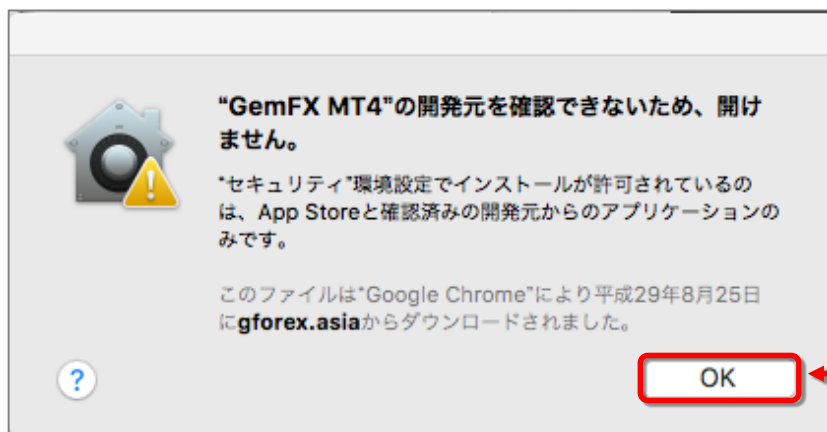 “GemFX MT4”の開発元を確認できないため、開け
ません。
“セキュリティ”環境設定でインストールが許可されているの
は、App Storeと確認済みの開発元からのアプリケーションの
みです。
このファイルは“Google Chrome”により平成29年8月25日
にgforex.asiaからダウンロードされました。
?
OK